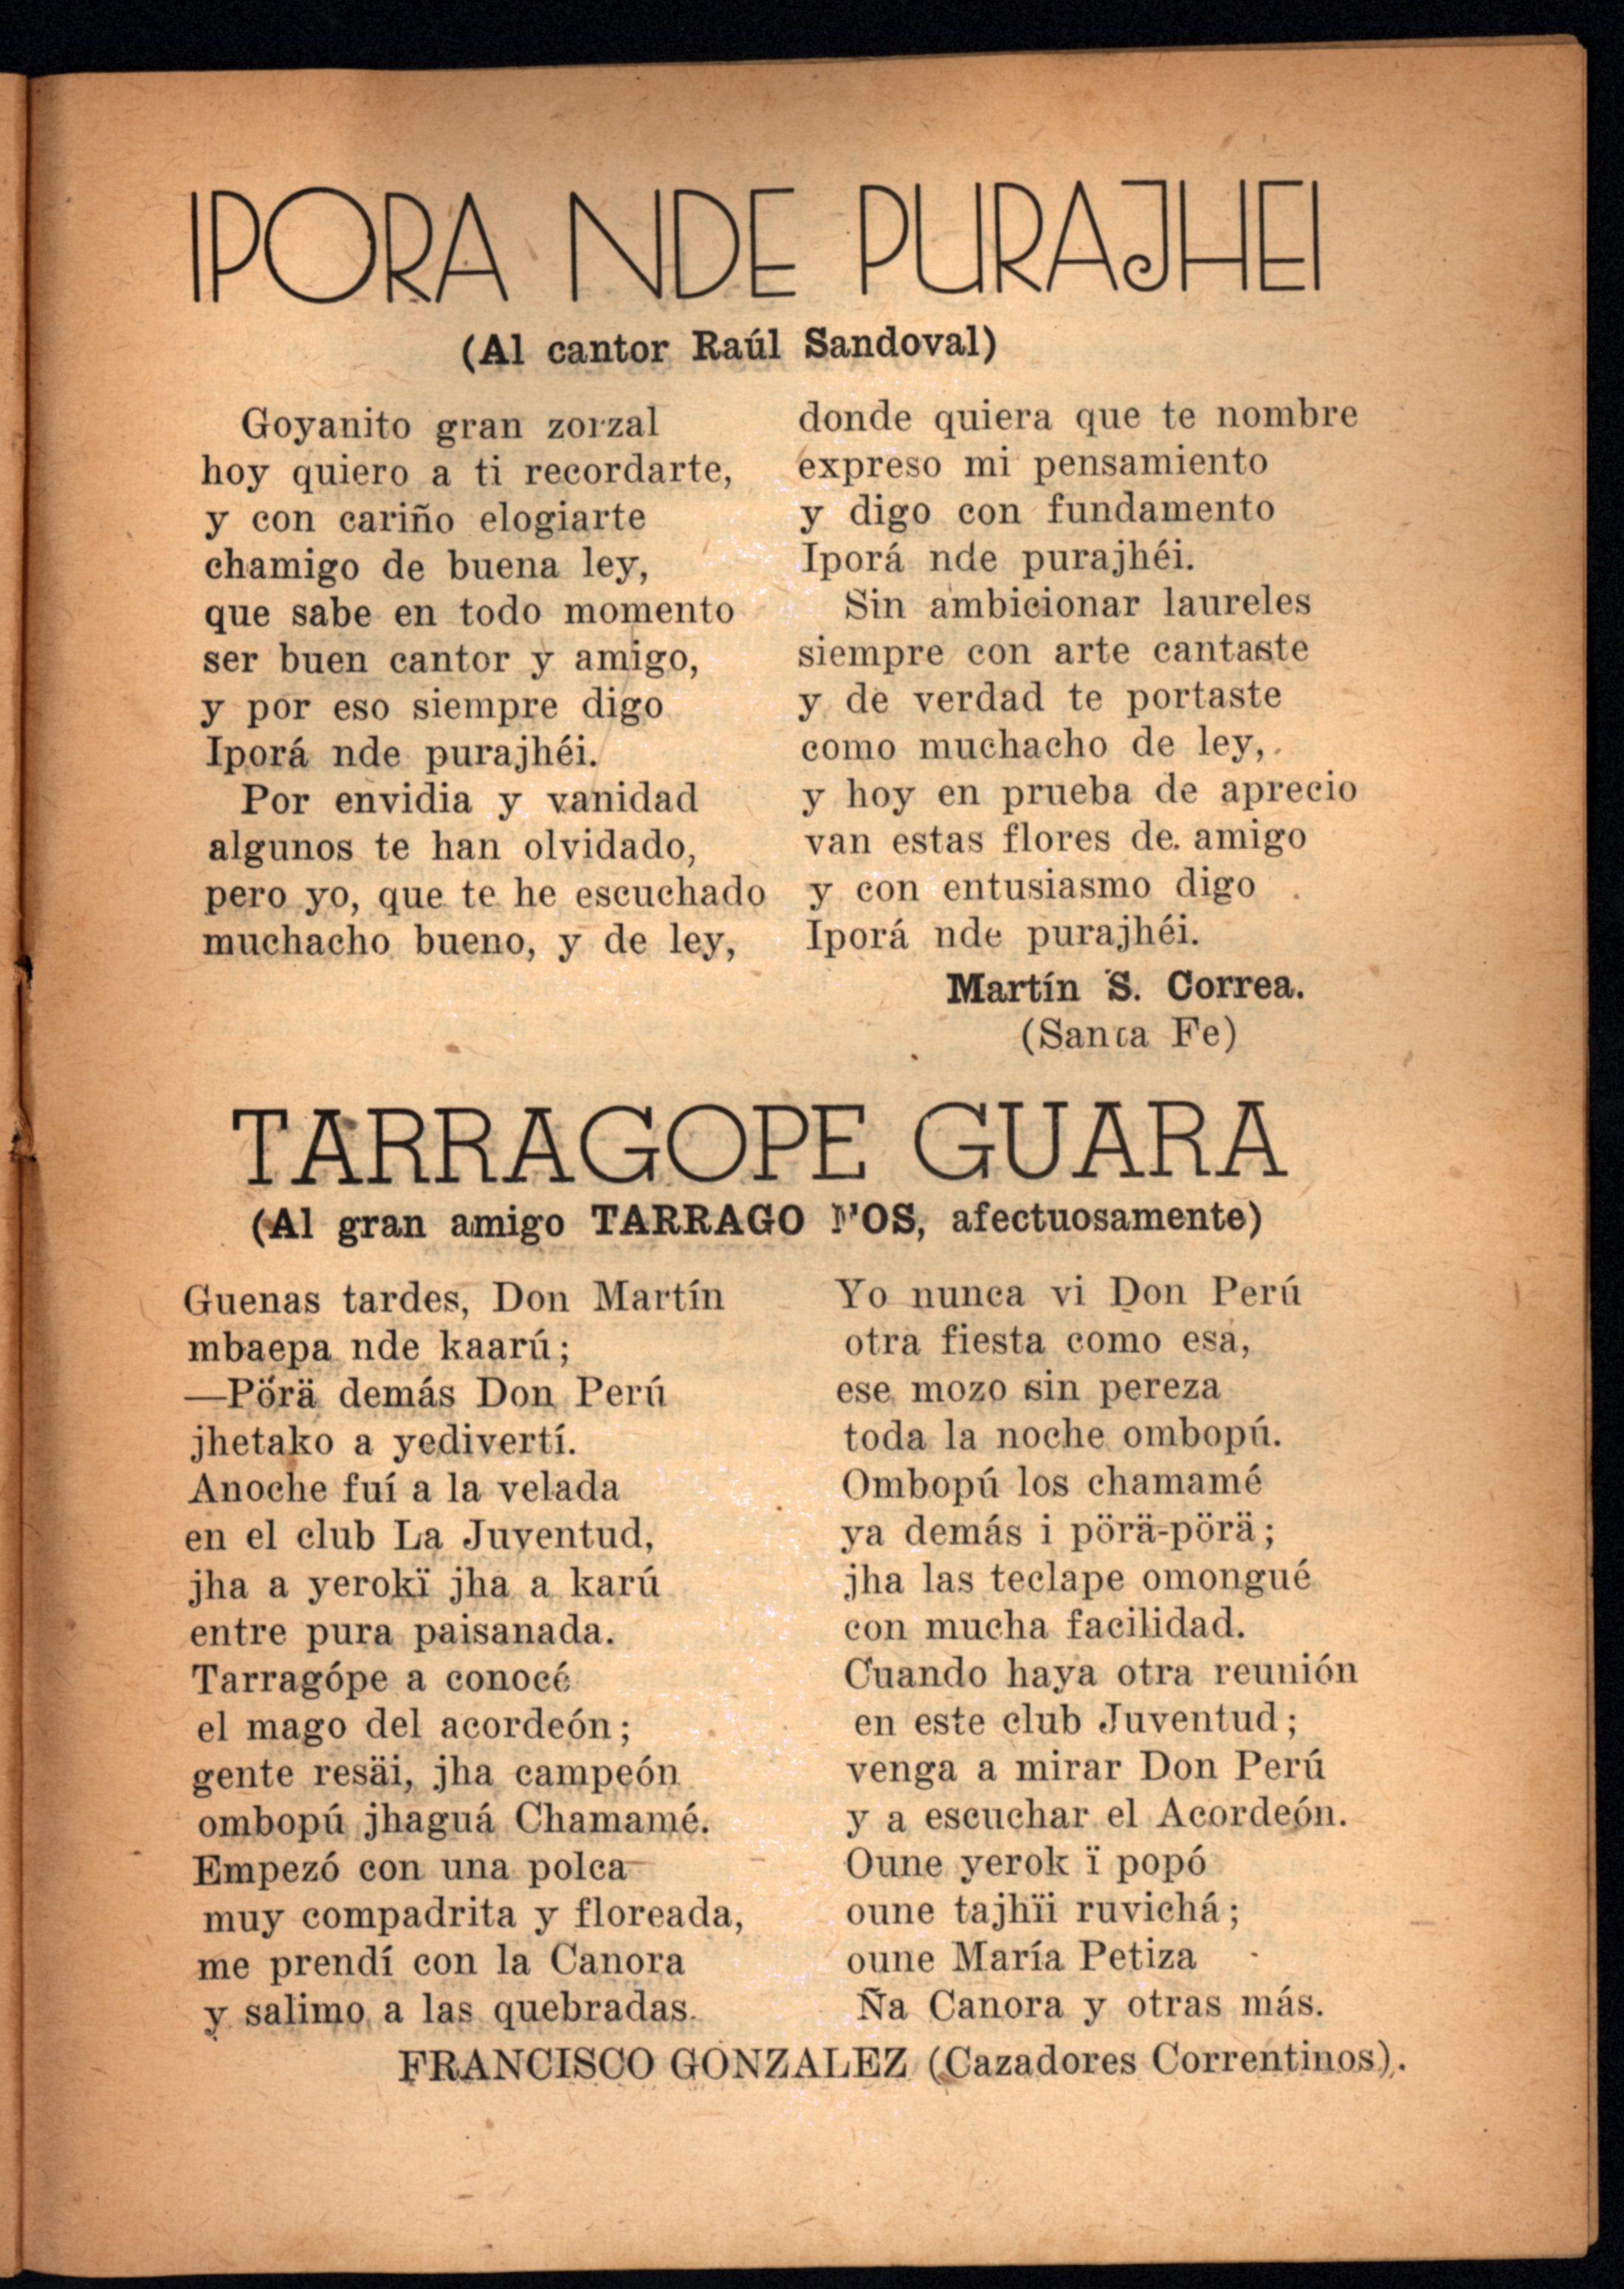 IPORA NDE PURAJHEI
(Al cantor Raúl Sandoval)
Goyanito gran zorzal
hoy quiero a ti recordarte,
y con cariño elogiarte
chamigo de buena ley,
que sabe en todo momento
ser buen cantor y amigo,
y por eso siempre digo
Iporá nde purajhéi.
Por envidia y vanidad
algunos te han olvidado,
pero yo, que te he escuchado
muchacho bueno, y de ley,
donde quiera que te nombre
expreso mi pensamiento
y digo con fundamento
Iporá nde purajhéi.
Sin ambicionar laureles
siempre con arte cantaste
y de verdad te portaste
como muchacho de ley,
y hoy en prueba de aprecio
van estas flores de. amigo
y con entusiasmo digo
Iporá nde purajhéi.
Martín S. Correa.
(Santa Fe)
TARRAGOPE GUARA
(Al gran amigo TARRAGO ROS, afectuosamente)
Guenas tardes, Don Martín
mbaepa nde kaarú;
—Pörä demás Don Perú
jhetako a yedivertí.
Anoche fuí a la velada
en el club La Juventud,
jha a yerokï jha a karú
entre pura paisanada.
Tarragópe a conocé
el mago del acordeón;
gente resäi, jha campeón
ombopú jhaguá Chamamé.
Empezó con una polca
muy compadrita y floreada,
me prendí con la Canora
y salimo a las quebradas.
Yo nunca vi Don Perú
otra fiesta como esa,
ese mozo sin pereza
toda la noche ombopú.
Ombopú los chamamé
ya demás i pörä-pörä;
jha las teclape omongué
con mucha facilidad.
Cuando haya otra reunión
en este club Juventud;
venga a mirar Don Perú
y a escuchar el Acordeón.
Oune yerok ï popó
oune tajhïi ruvichá;
oune María Petiza
Ña Canora y otras más.
FRANCISCO GONZALEZ (Cazadores Correntinos).